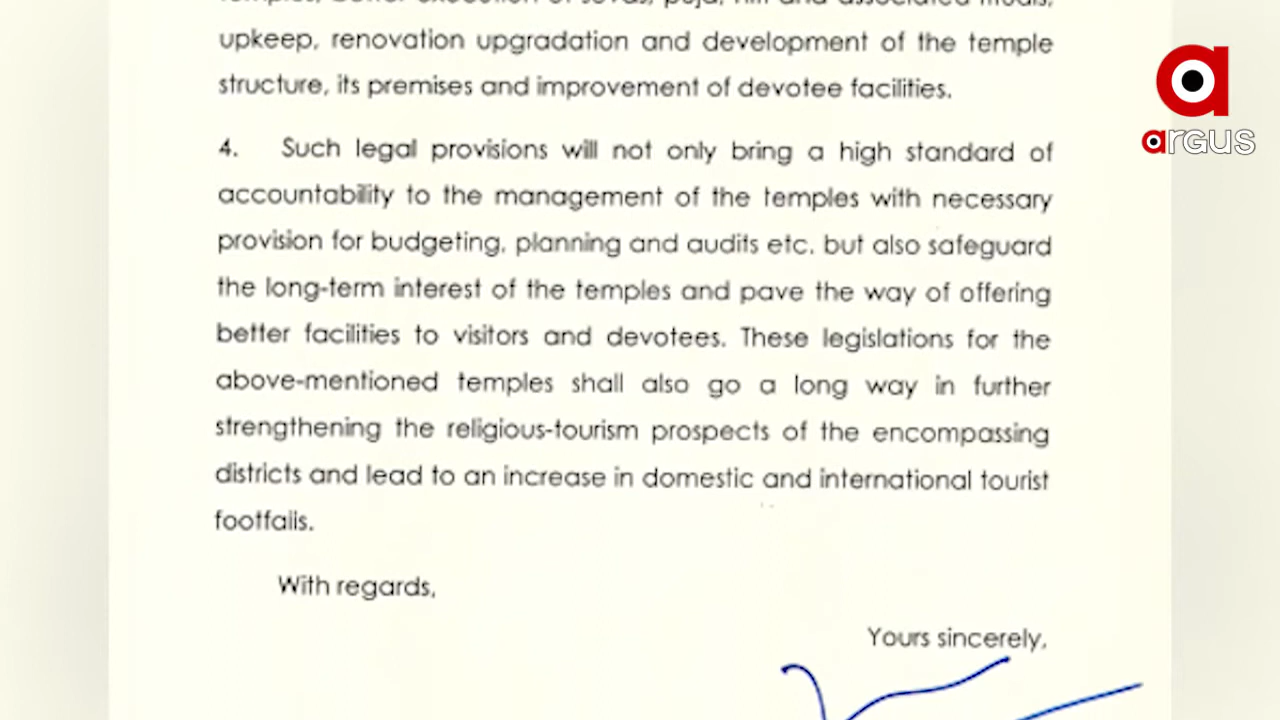 upkeep, renovation upgradation and development of the temple
structure, its premises and improvement of devotee facilities.
4. Such legal provisions will not only bring a high standard of
accountability to the management of the temples with necessary
provision for budgeting, planning and audits etc. but also safeguard
the long-term interest of the temples and pave the way of offering
better facilities to visitors and devotees. These legislations for the
above-mentioned temples shall also go a long way in further
strengthening the religious-tourism prospects of the encompassing
districts and lead to an increase in domestic and international tourist
footfalls.
With regards,
Yours sincerely,
argus